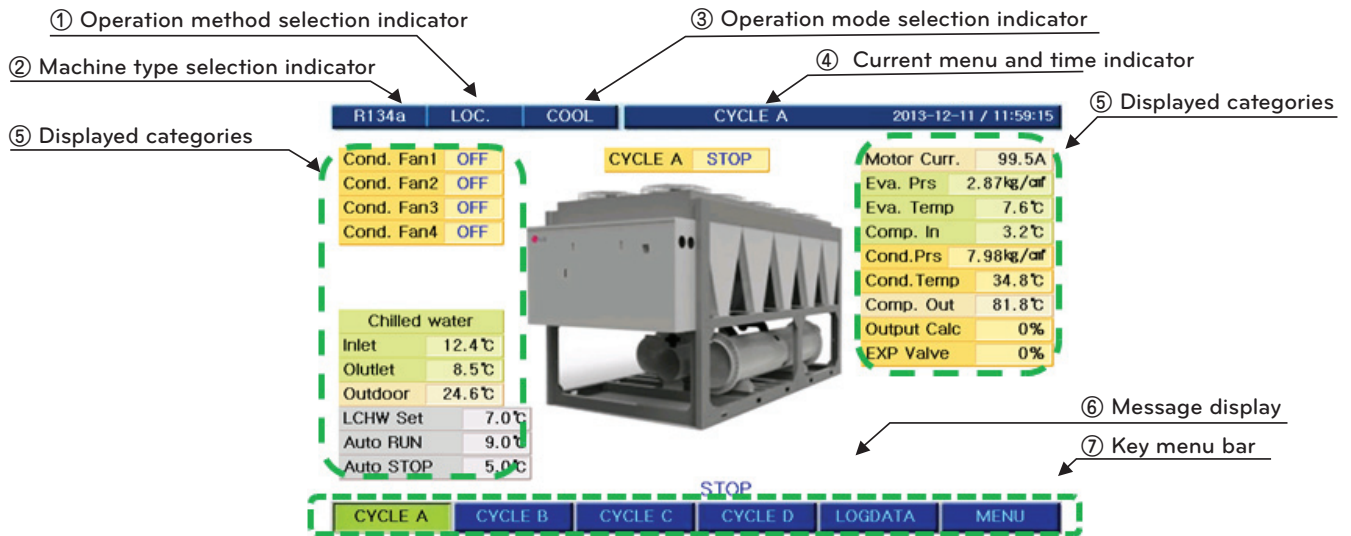 ① Operation method selection indicator
③ Operation mode selection indicator
② Machine type selection indicator
④ Current menu and time indicator
⑤ Displayed categories
⑤ Displayed categories
R134a LOC. COOL CYCLE A 2013-12-11 / 11:59:15
Cond. Fan1 OFF
Cond. Fan2 OFF
Cond. Fan3 OFF
Cond. Fan4 OFF
CYCLE A STOP
Motor Curr. 99.5A
Eva. Prs 2.87kg/㎠
Eva. Temp 7.6℃
Comp. In 3.2℃
Cond.Prs 7.98kg/㎠
Cond.Temp 34.8℃
Comp. Out 81.8℃
Output Calc 0%
EXP Valve 0%
Chilled water
Inlet 12.4℃
Olutlet 8.5℃
Outdoor 24.6℃
LCHW Set 7.0℃
Auto RUN 9.0℃
Auto STOP 5.0℃
⑥ Message display
⑦ Key menu bar
STOP
CYCLE A CYCLE B CYCLE C CYCLE D LOGDATA MENU